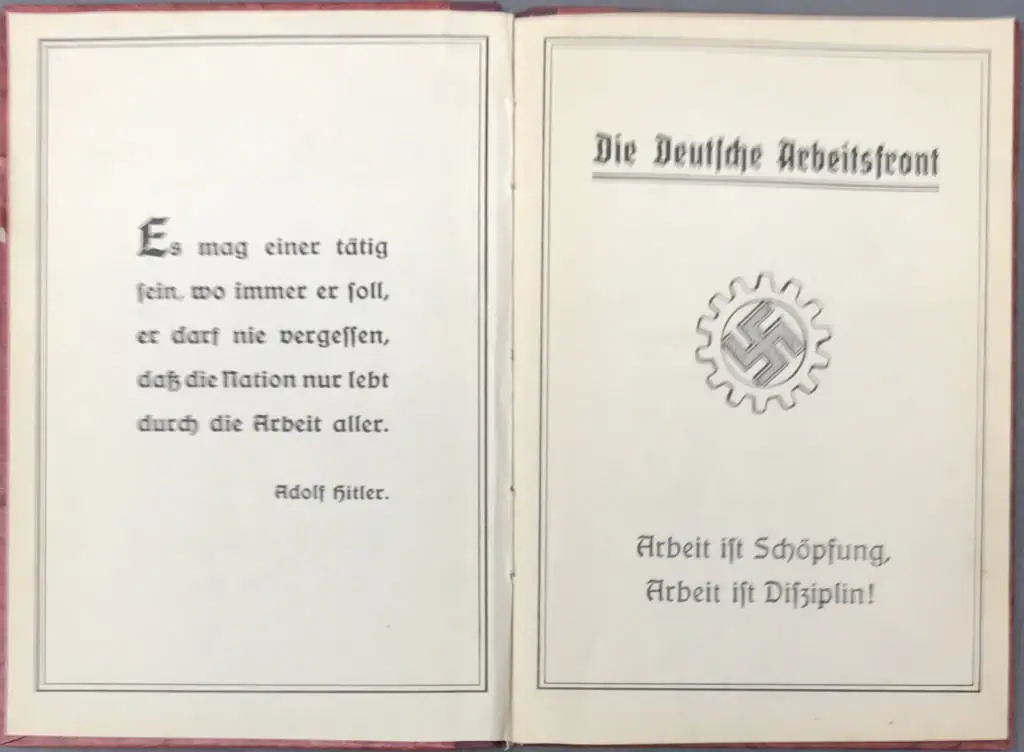 Es mag einer tätig
ſein, wo immer er ſoll,
er darf nie vergeſſen,
daß die Nation nur lebt
durch die Arbeit aller.
Adolf Hitler.
Die Deutſche Arbeitsfront
Arbeit iſt Schöpfung,
Arbeit iſt Diſziplin!